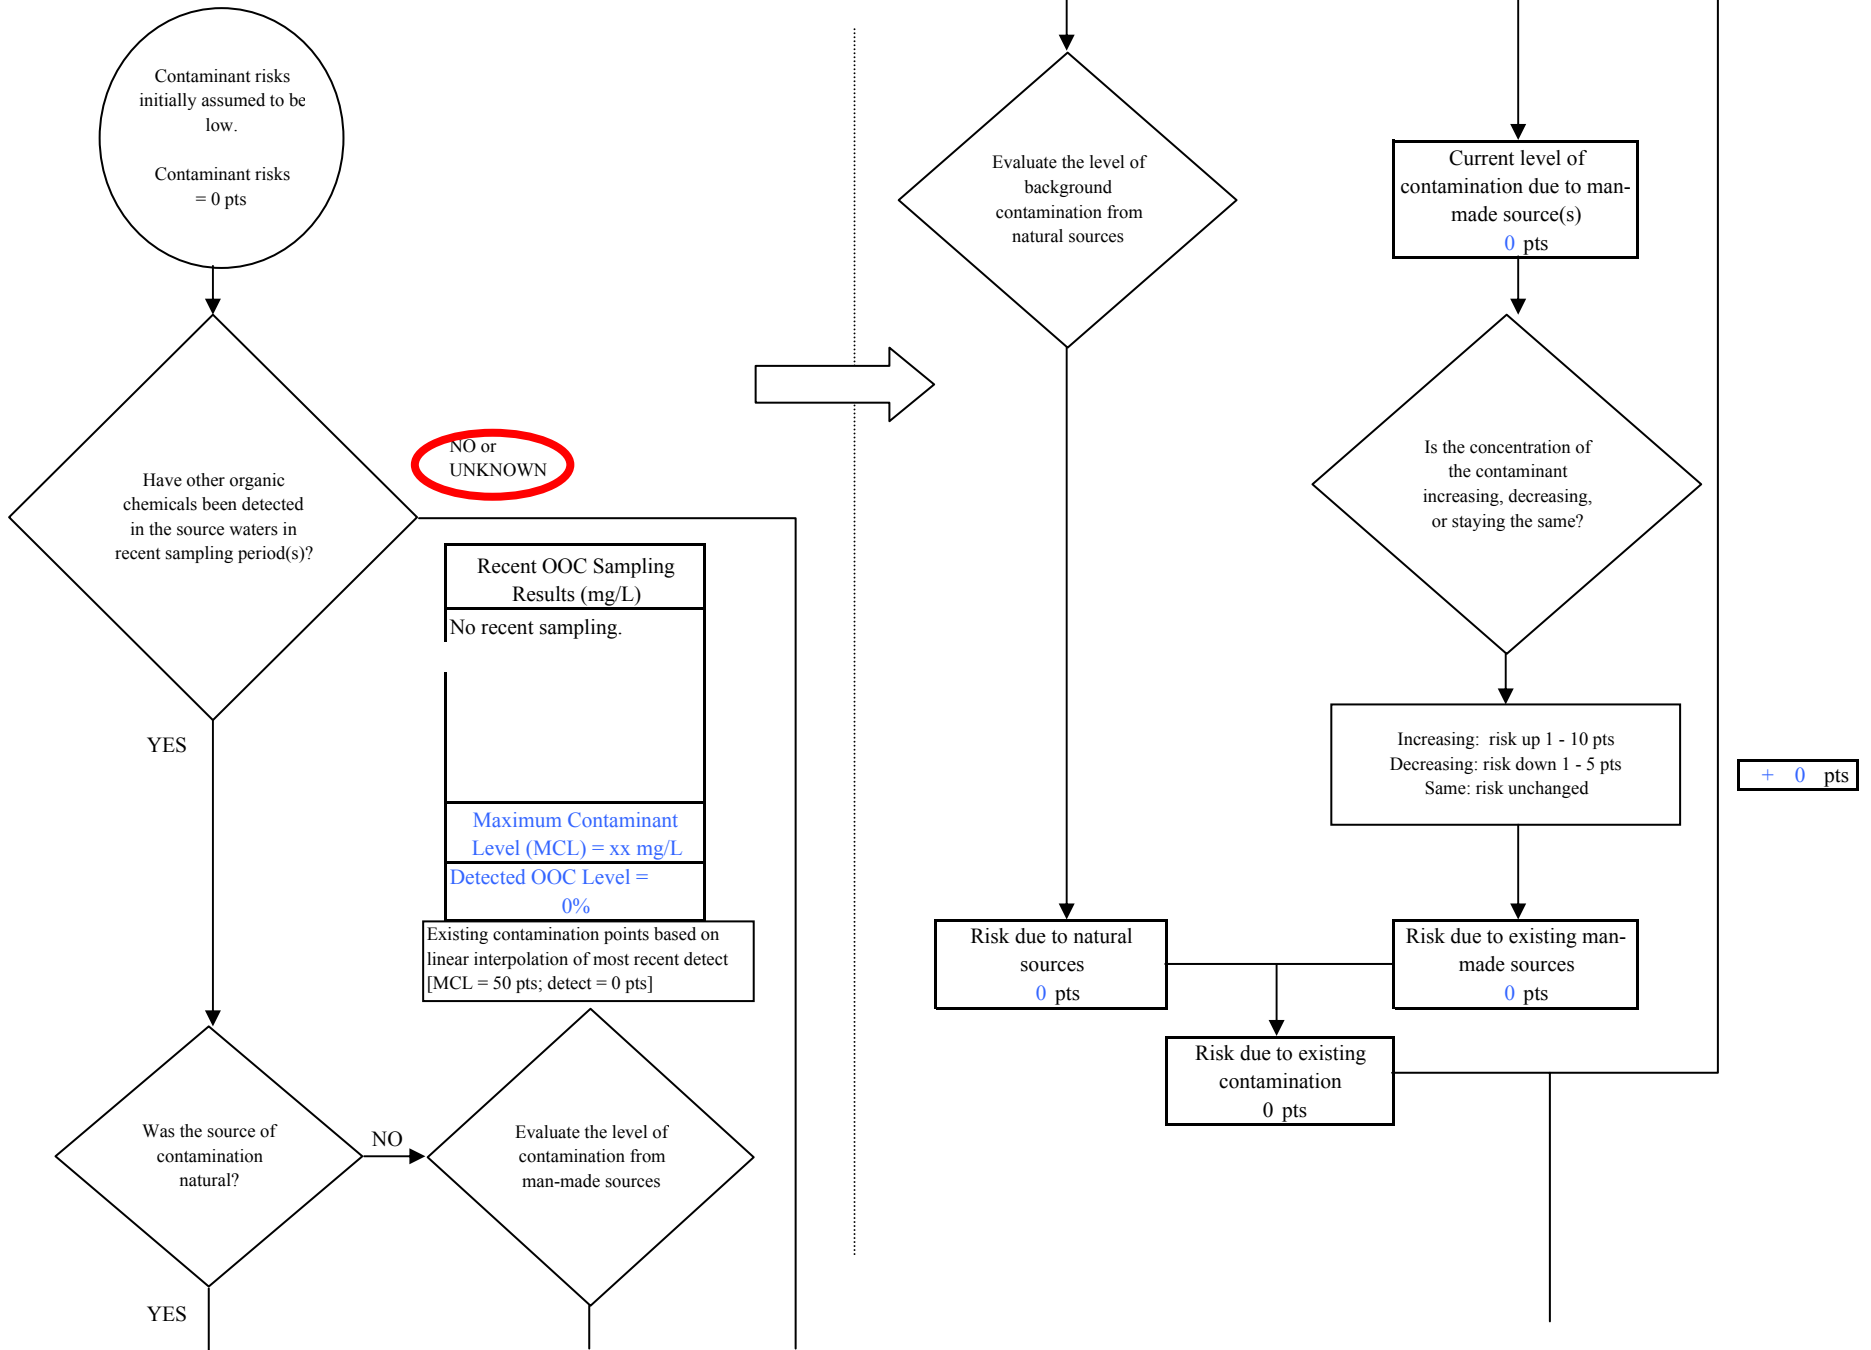 Contaminant risks
initially assumed to be
low.
Contaminant risks
= 0 pts
Have other organic
chemicals been detected
in the source waters in
recent sampling period(s)?
NO or
UNKNOWN
YES
Recent OOC Sampling
Results (mg/L)
No recent sampling.
Maximum Contaminant
Level (MCL) = xx mg/L
Detected OOC Level =
0%
Existing contamination points based on
linear interpolation of most recent detect
[MCL = 50 pts; detect = 0 pts]
Was the source of
contamination
natural?
NO
YES
Evaluate the level of
contamination from
man-made sources
Evaluate the level of
background
contamination from
natural sources
Current level of
contamination due to man-
made source(s)
0 pts
Is the concentration of
the contaminant
increasing, decreasing,
or staying the same?
Increasing: risk up 1 - 10 pts
Decreasing: risk down 1 - 5 pts
Same: risk unchanged
+ 0 pts
Risk due to natural
sources
0 pts
Risk due to existing man-
made sources
0 pts
Risk due to existing
contamination
0 pts